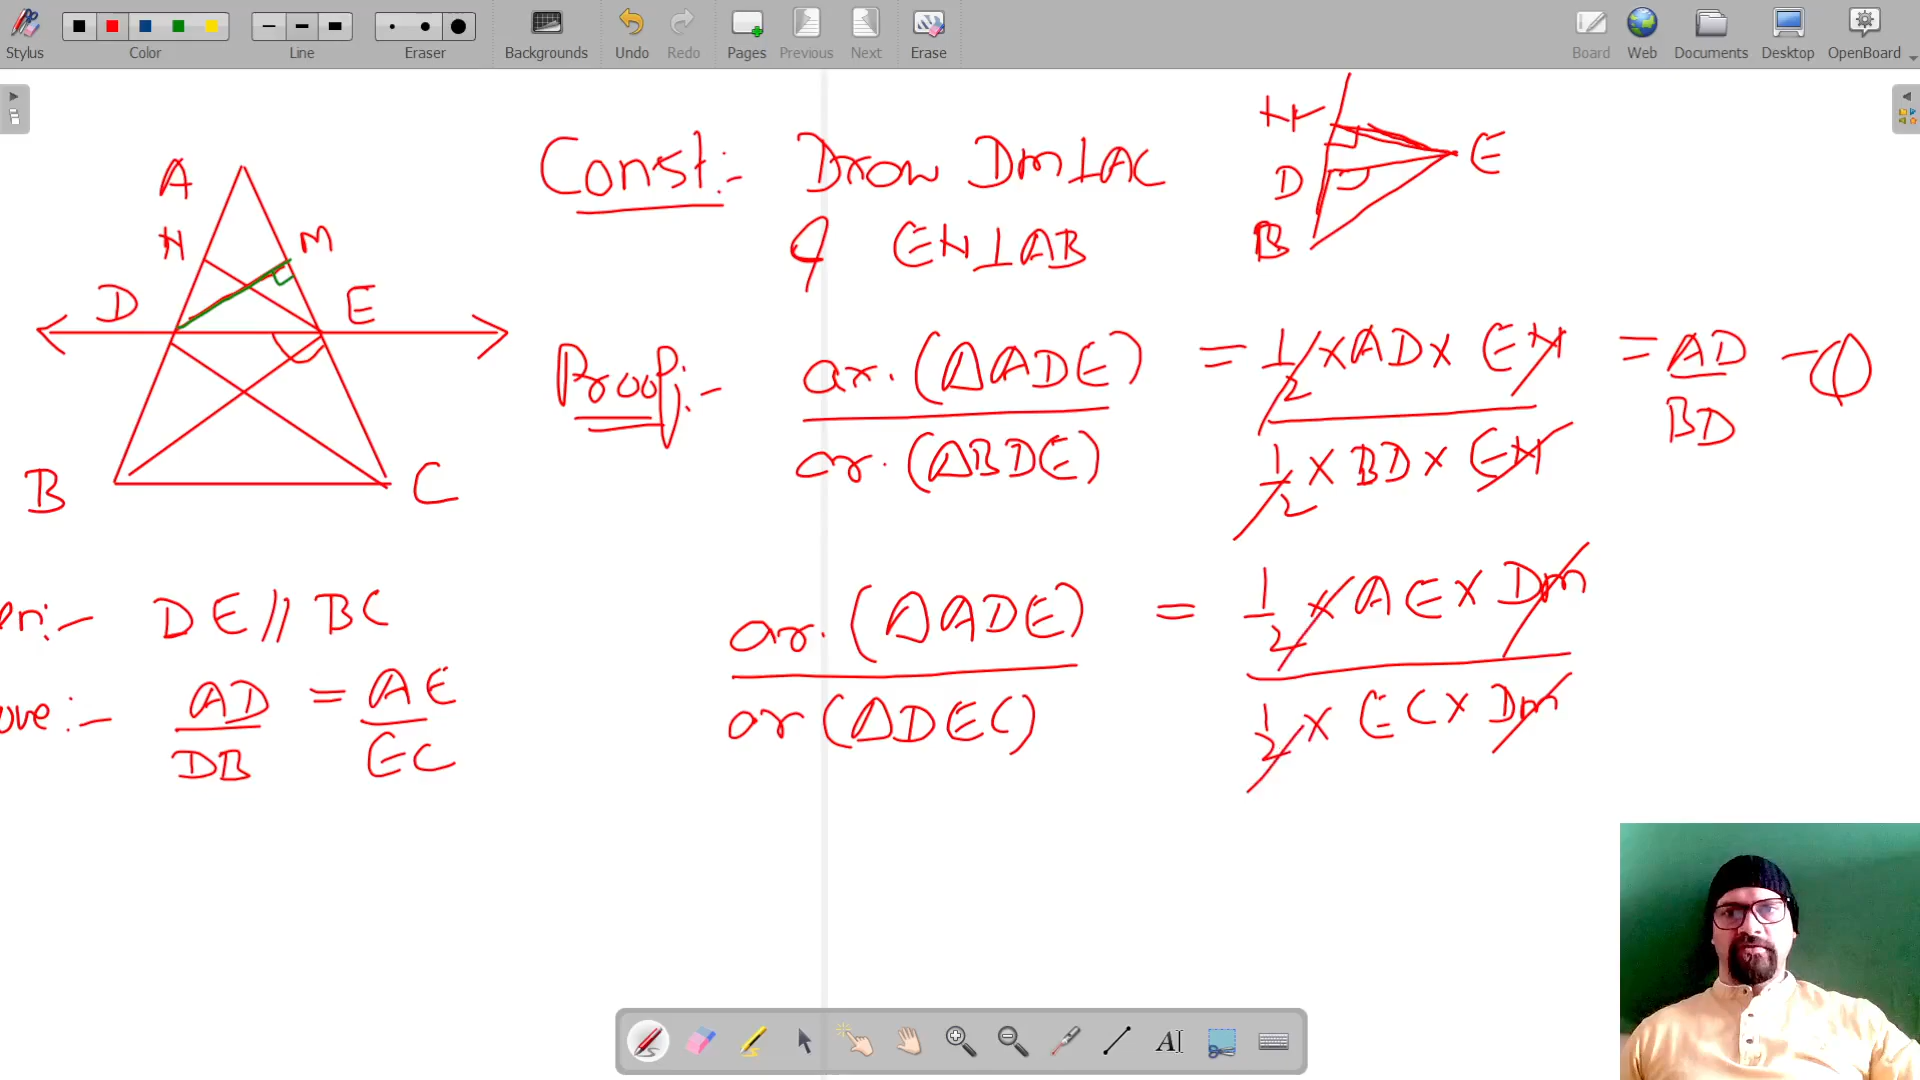 Stylus Color Line Eraser Backgrounds Undo Redo Pages Previous Next Erase Board Web Documents Desktop OpenBoard
Const:- Draw DM⊥AC
& EN⊥AB
N
D
B
E
A
N
M
D
E
B
C
Proof:- ar.(△ADE) / ar.(△BDE) = 1/2 × AD × EN / 1/2 × BD × EN = AD / BD - ①
ar.(△ADE) / ar(△DEC) = 1/2 × AE × DM / 1/2 × EC × DM
en:- DE // BC
ove:- AD / DB = AE / EC